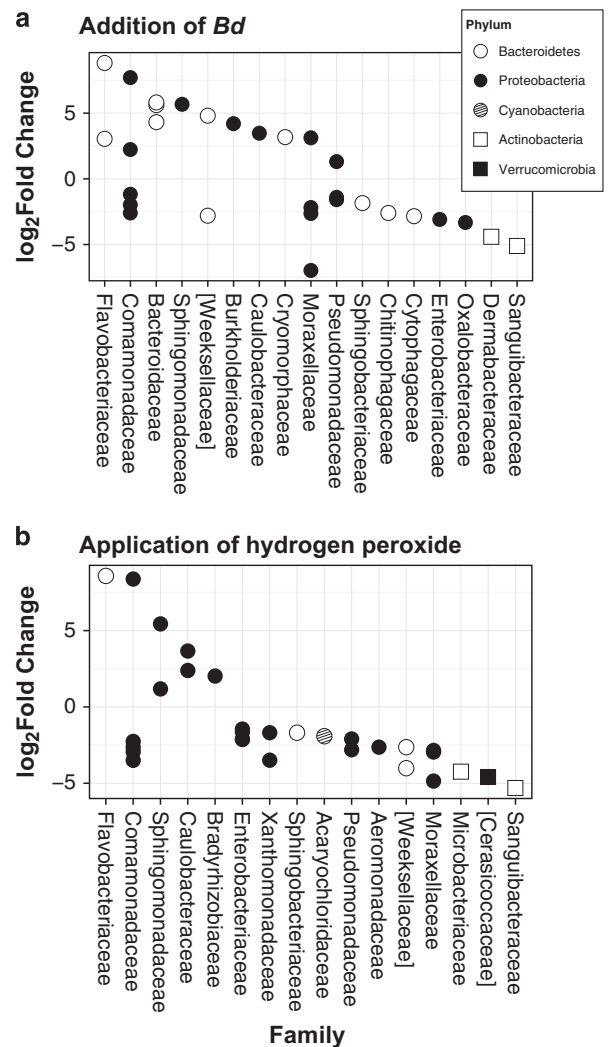 a
Addition of Bd
Phylum
Bacteroidetes
Proteobacteria
Cyanobacteria
Actinobacteria
Verrucomicrobia
log2Fold Change
5
0
−5
Flavobacteriaceae
Comamonadaceae
Bacteroidaceae
Sphingomonadaceae
[Weeksellaceae]
Burkholderiaceae
Caulobacteraceae
Cryomorphaceae
Moraxellaceae
Pseudomonadaceae
Sphingobacteriaceae
Chitinophagaceae
Cytophagaceae
Enterobacteriaceae
Oxalobacteraceae
Dermabacteraceae
Sanguibacteraceae
b
Application of hydrogen peroxide
log2Fold Change
5
0
−5
Flavobacteriaceae
Comamonadaceae
Sphingomonadaceae
Caulobacteraceae
Bradyrhizobiaceae
Enterobacteriaceae
Xanthomonadaceae
Sphingobacteriaceae
Acaryochloridaceae
Pseudomonadaceae
Aeromonadaceae
[Weeksellaceae]
Moraxellaceae
Microbacteriaceae
[Cerasicoccaceae]
Sanguibacteraceae
Family